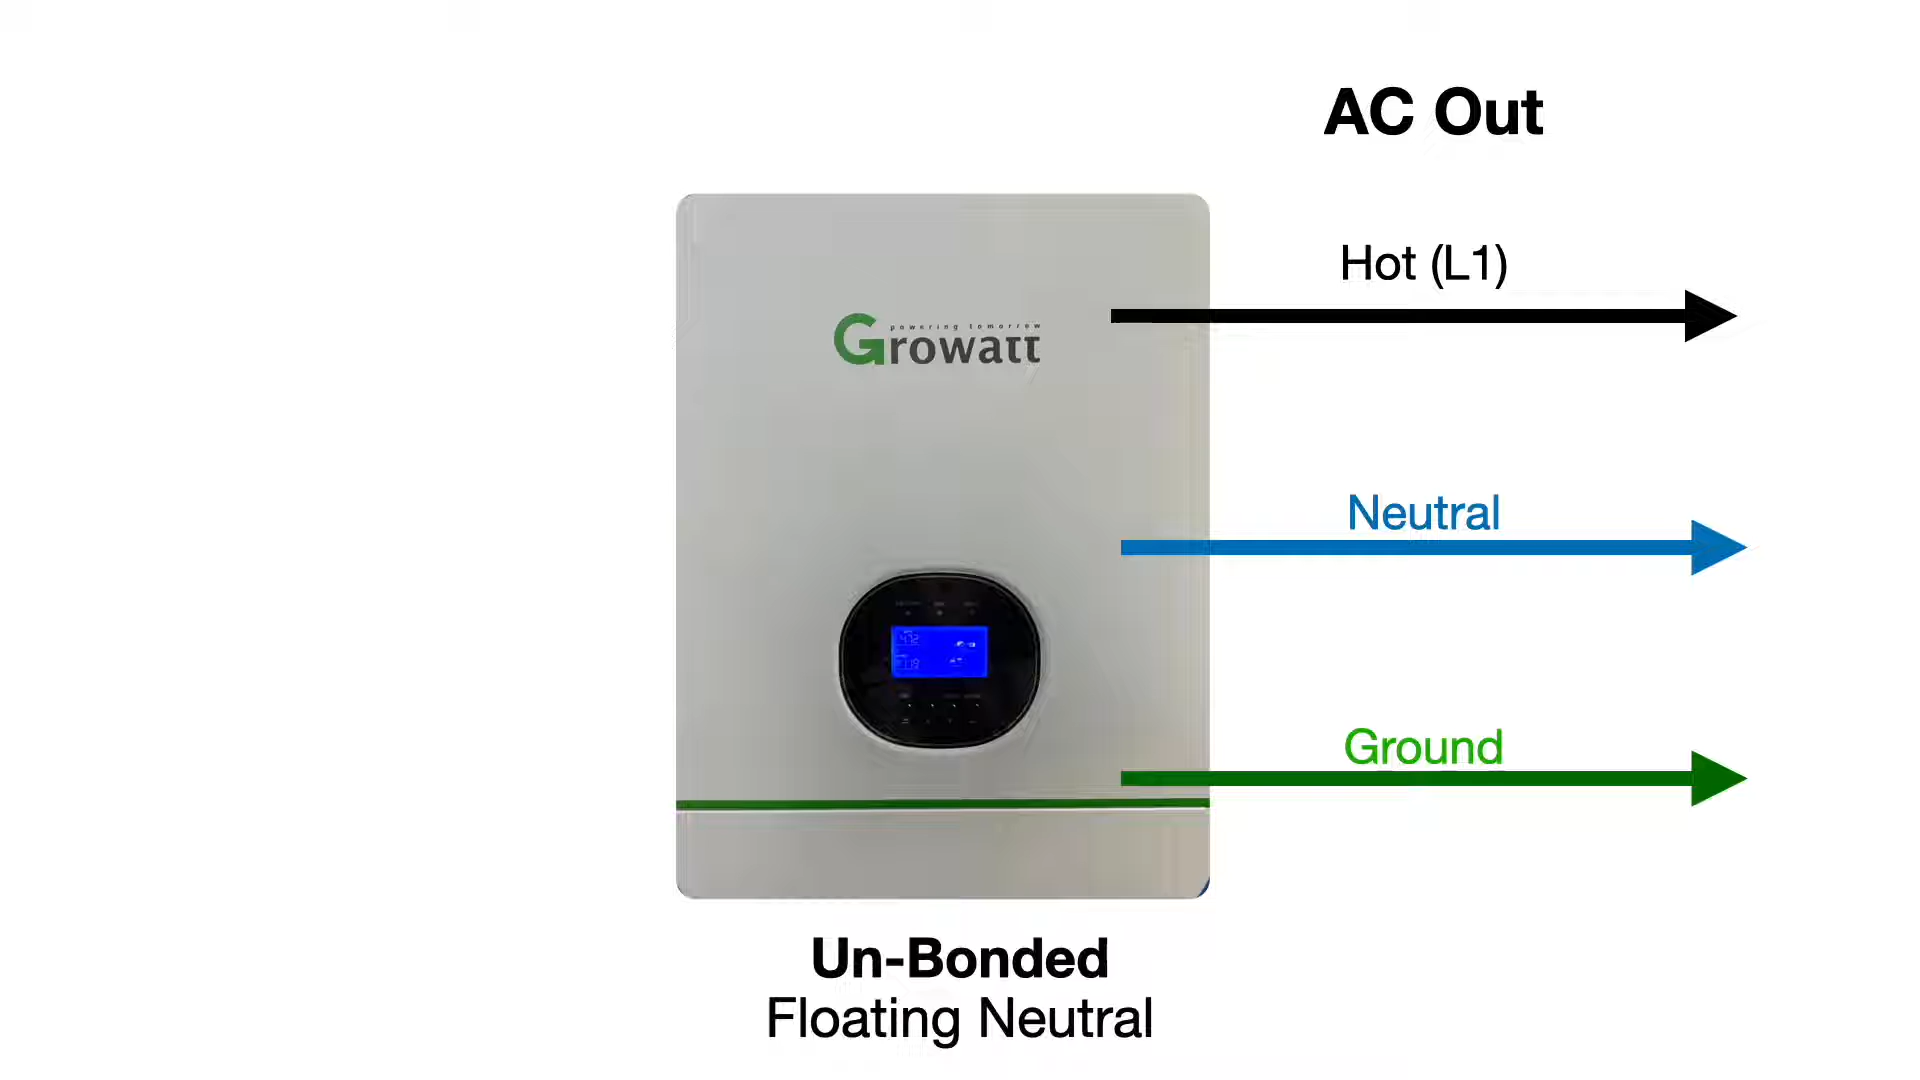 AC Out
Hot (L1)
powering tomorrow
Growatt
Neutral
Ground
Un-Bonded
Floating Neutral